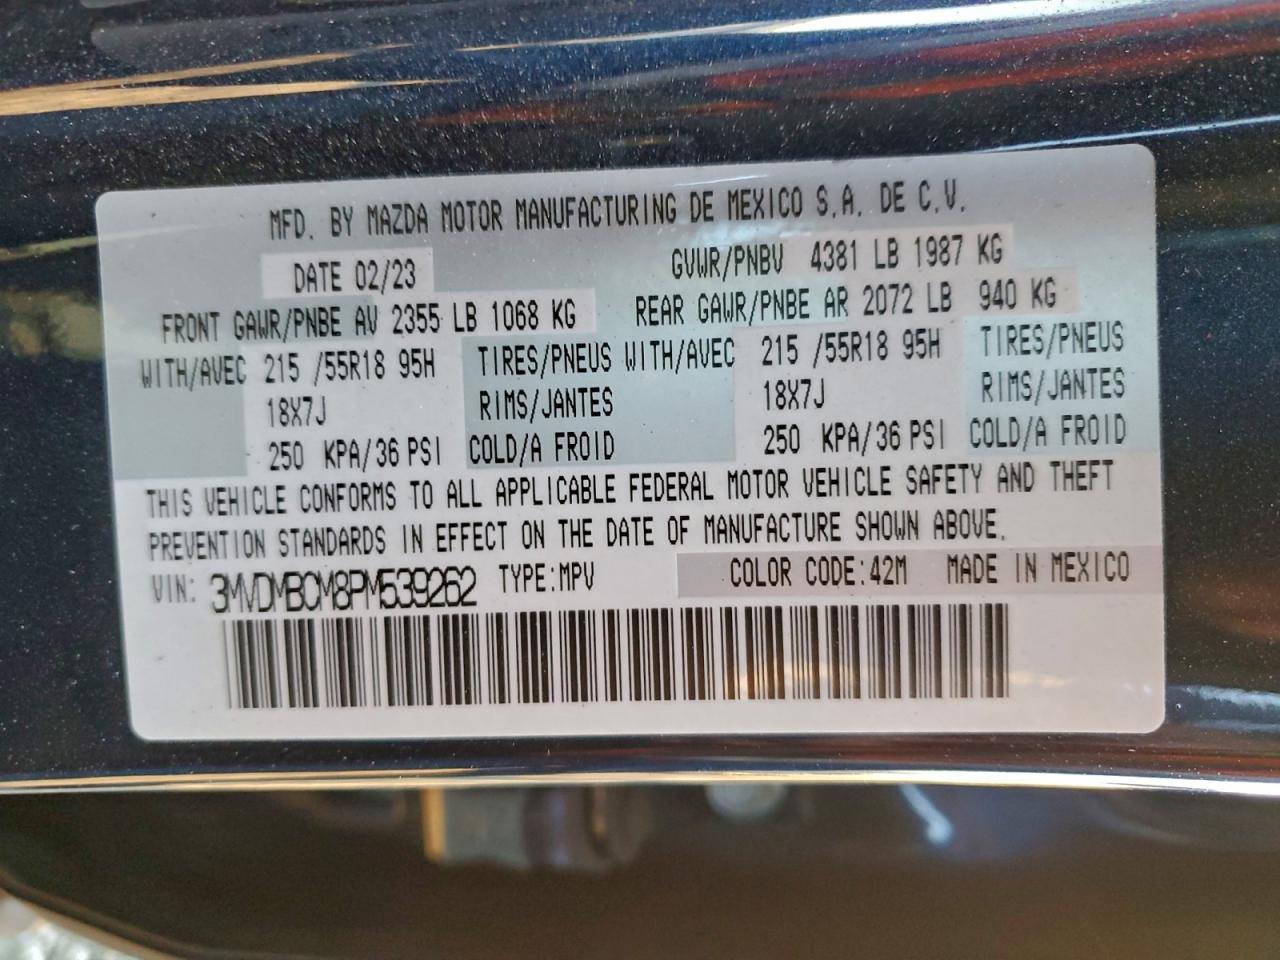 MFD. BY MAZDA MOTOR MANUFACTURING DE MEXICO S.A. DE C.V.
DATE 02/23 GVWR/PNBV 4381 LB 1987 KG
FRONT GAWR/PNBE AV 2355 LB 1068 KG REAR GAWR/PNBE AR 2072 LB 940 KG
WITH/AVEC 215 /55R18 95H TIRES/PNEUS WITH/AVEC 215 /55R18 95H TIRES/PNEUS
18X7J RIMS/JANTES 18X7J RIMS/JANTES
250 KPA/36 PSI COLD/A FROID 250 KPA/36 PSI COLD/A FROID
THIS VEHICLE CONFORMS TO ALL APPLICABLE FEDERAL MOTOR VEHICLE SAFETY AND THEFT
PREVENTION STANDARDS IN EFFECT ON THE DATE OF MANUFACTURE SHOWN ABOVE.
VIN: 3MVDMBCM8PM539262 TYPE:MPV COLOR CODE:42M MADE IN MEXICO